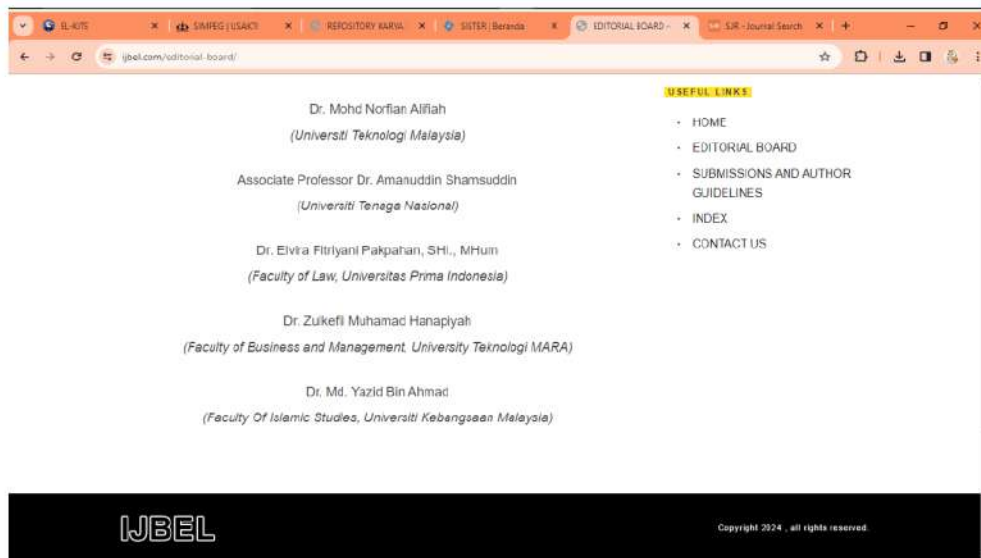 EL-KITE
SIMPEG | USAKTI
REPOSITORY KARYA
SISTER | Beranda
EDITORIAL BOARD -
SJR - Journal Search
ijbel.com/editorial-board/
Dr. Mohd Norfian Alifiah
(Universiti Teknologi Malaysia)
Associate Professor Dr. Amanuddin Shamsuddin
(Universiti Tenaga Nasional)
Dr. Elvira Fitriyani Pakpahan, SHI., MHum
(Faculty of Law, Universitas Prima Indonesia)
Dr. Zulkefli Muhamad Hanapiyah
(Faculty of Business and Management, University Teknologi MARA)
Dr. Md. Yazid Bin Ahmad
(Faculty Of Islamic Studies, Universiti Kebangsaan Malaysia)
USEFUL LINKS
HOME
EDITORIAL BOARD
SUBMISSIONS AND AUTHOR
GUIDELINES
INDEX
CONTACT US
IJBEL
Copyright 2024 , all rights reserved.